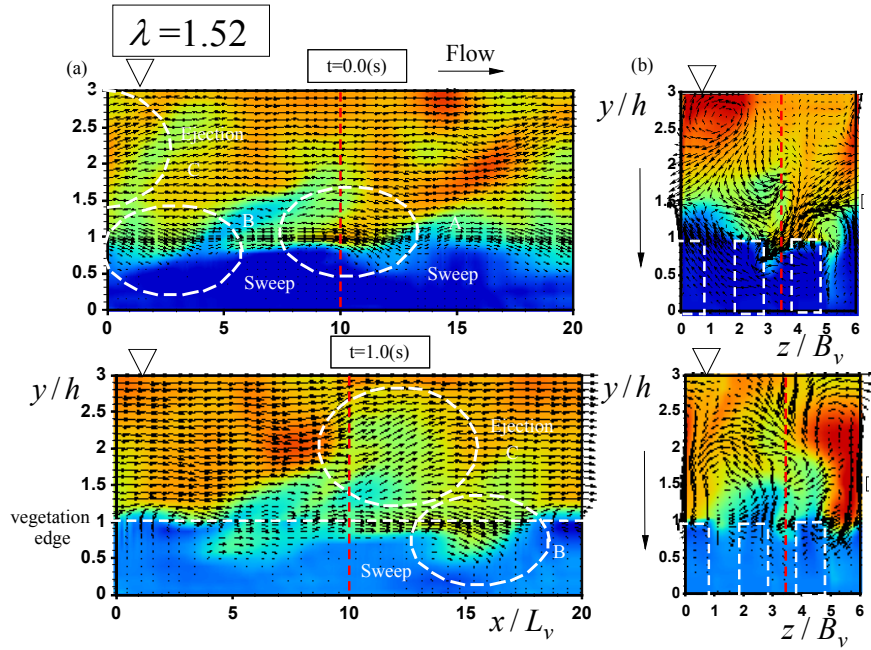 λ =1.52
(a)
t=0.0(s)
Flow
(b)
3
2.5
2
1.5
1
0.5
0
Ejection
C
B
A
Sweep
Sweep
0
5
10
15
20
y/h
3
2.5
2
1.5
1
0.5
0
0 1 2 3 4 5 6
z / B_v
t=1.0(s)
y/h
3
2.5
2
1.5
1
0.5
0
vegetation
edge
Ejection
C
Sweep
B
0
5
10
15
20
x / L_v
y/h
3
2.5
2
1.5
1
0.5
0
0 1 2 3 4 5 6
z / B_v